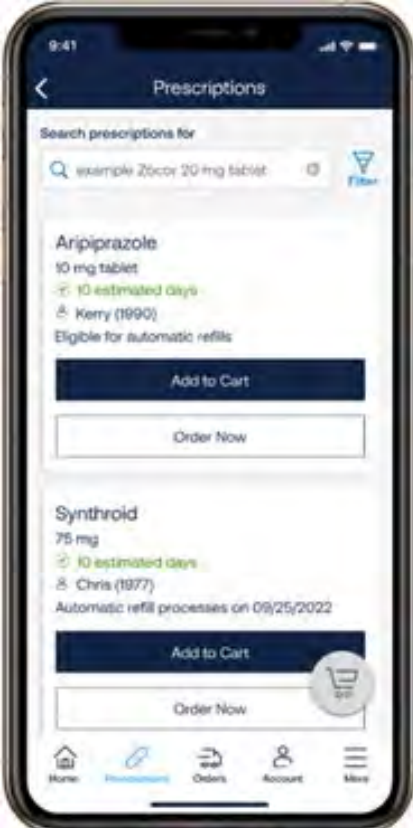 9:41
Prescriptions
Search prescriptions for
example Zocor 20 mg tablet
Filter
Aripiprazole
10 mg tablet
10 estimated days
Kerry (1990)
Eligible for automatic refills
Add to Cart
Order Now
Synthroid
75 mg
10 estimated days
Chris (1977)
Automatic refill processes on 09/25/2022
Add to Cart
Order Now
Home Prescriptions Orders Account More